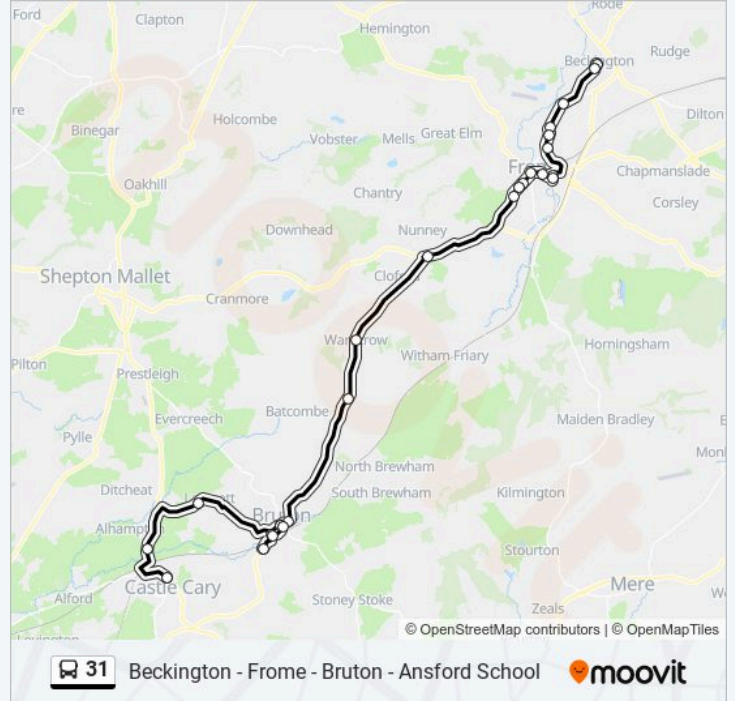 Rode
Ford
Clapton
Hemington
Beckington
Rudge
Binegar
Holcombe
Dilton
Vobster
Mells
Great Elm
Chapmanslade
Oakhill
Chantry
Corsley
Downhead
Nunney
Shepton Mallet
Cranmore
Pilton
Witham Friary
Horningsham
Prestleigh
Batcombe
Evercreech
Maiden Bradley
Pylle
North Brewham
Ditcheat
South Brewham
Kilmington
Bruton
Stourton
Castle Cary
Mere
Alford
Stoney Stoke
Zeals
© OpenStreetMap contributors | © OpenMapTiles
31 Beckington - Frome - Bruton - Ansford School moovit